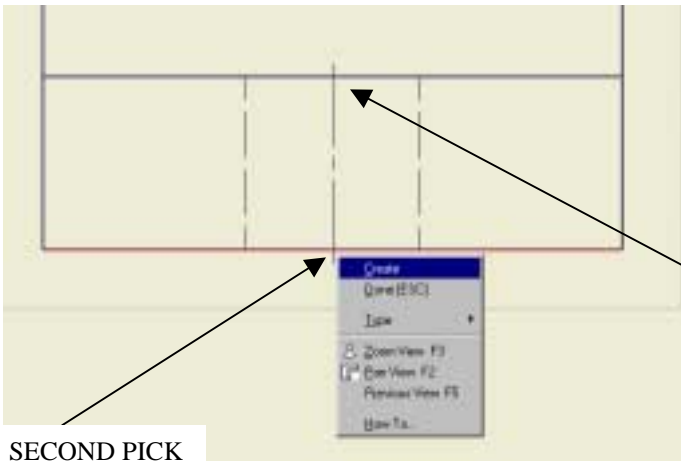 Create
Done [ESC]
Type
Zoom View F3
Pan View F2
Previous View F5
How To...
SECOND PICK